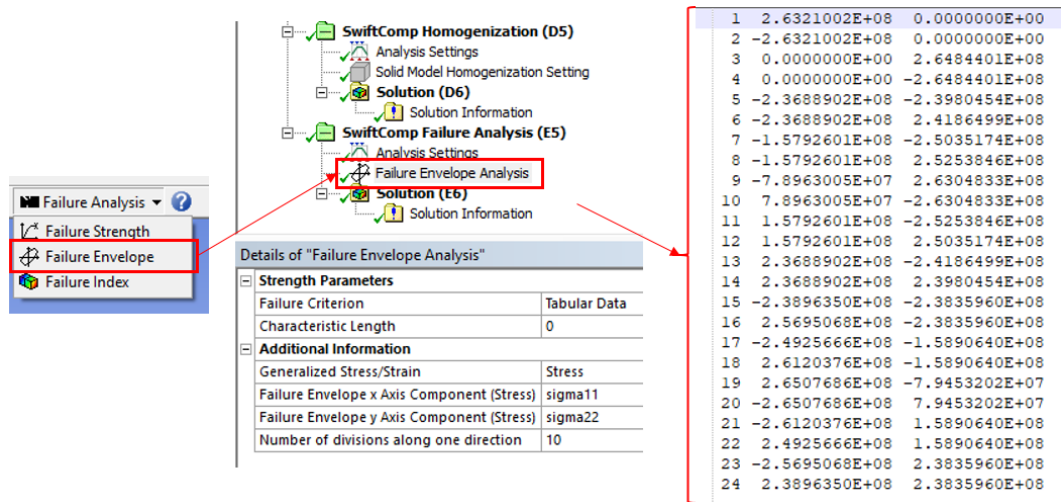 Failure Analysis
Failure Strength
Failure Envelope
Failure Index
SwiftComp Homogenization (D5)
Analysis Settings
Solid Model Homogenization Setting
Solution (D6)
Solution Information
SwiftComp Failure Analysis (E5)
Analysis Settings
Failure Envelope Analysis
Solution (E6)
Solution Information
Details of "Failure Envelope Analysis"
Strength Parameters
Failure Criterion Tabular Data
Characteristic Length 0
Additional Information
Generalized Stress/Strain Stress
Failure Envelope x Axis Component (Stress) sigma11
Failure Envelope y Axis Component (Stress) sigma22
Number of divisions along one direction 10
1 2.6321002E+08 0.0000000E+00
2 -2.6321002E+08 0.0000000E+00
3 0.0000000E+00 2.6484401E+08
4 0.0000000E+00 -2.6484401E+08
5 -2.3688902E+08 -2.3980454E+08
6 -2.3688902E+08 2.4186499E+08
7 -1.5792601E+08 -2.5035174E+08
8 -1.5792601E+08 2.5253846E+08
9 -7.8963005E+07 2.6304833E+08
10 7.8963005E+07 -2.6304833E+08
11 1.5792601E+08 -2.5253846E+08
12 1.5792601E+08 2.5035174E+08
13 2.3688902E+08 -2.4186499E+08
14 2.3688902E+08 2.3980454E+08
15 -2.3896350E+08 -2.3835960E+08
16 2.5695068E+08 -2.3835960E+08
17 -2.4925666E+08 -1.5890640E+08
18 2.6120376E+08 -1.5890640E+08
19 2.6507686E+08 -7.9453202E+07
20 -2.6507686E+08 7.9453202E+07
21 -2.6120376E+08 1.5890640E+08
22 2.4925666E+08 1.5890640E+08
23 -2.5695068E+08 2.3835960E+08
24 2.3896350E+08 2.3835960E+08